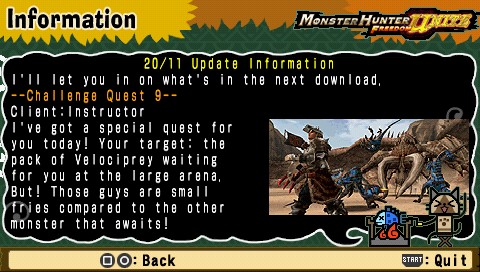 Information
MONSTER HUNTER
FREEDOM UNITE
20/11 Update Information
I'll let you in on what's in the next download.
--Challenge Quest 9--
Client:Instructor
I've got a special quest for
you today! Your target: the
pack of Velociprey waiting
for you at the large arena.
But! Those guys are small
fries compared to the other
monster that awaits!
: Back
START: Quit